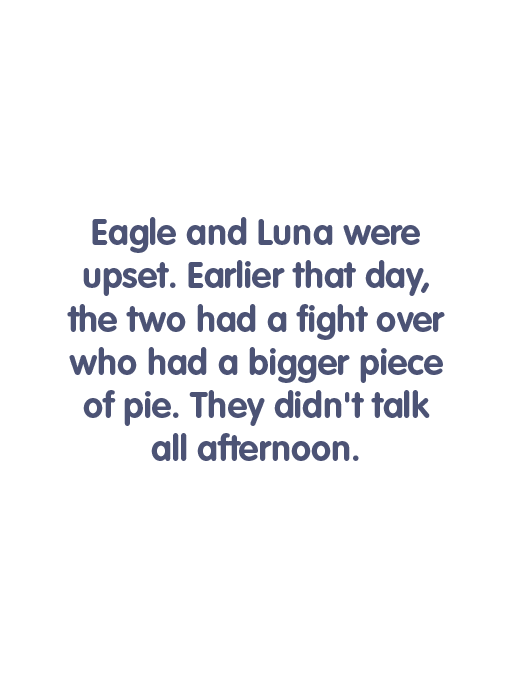 Eagle and Luna were
upset. Earlier that day,
the two had a fight over
who had a bigger piece
of pie. They didn't talk
all afternoon.